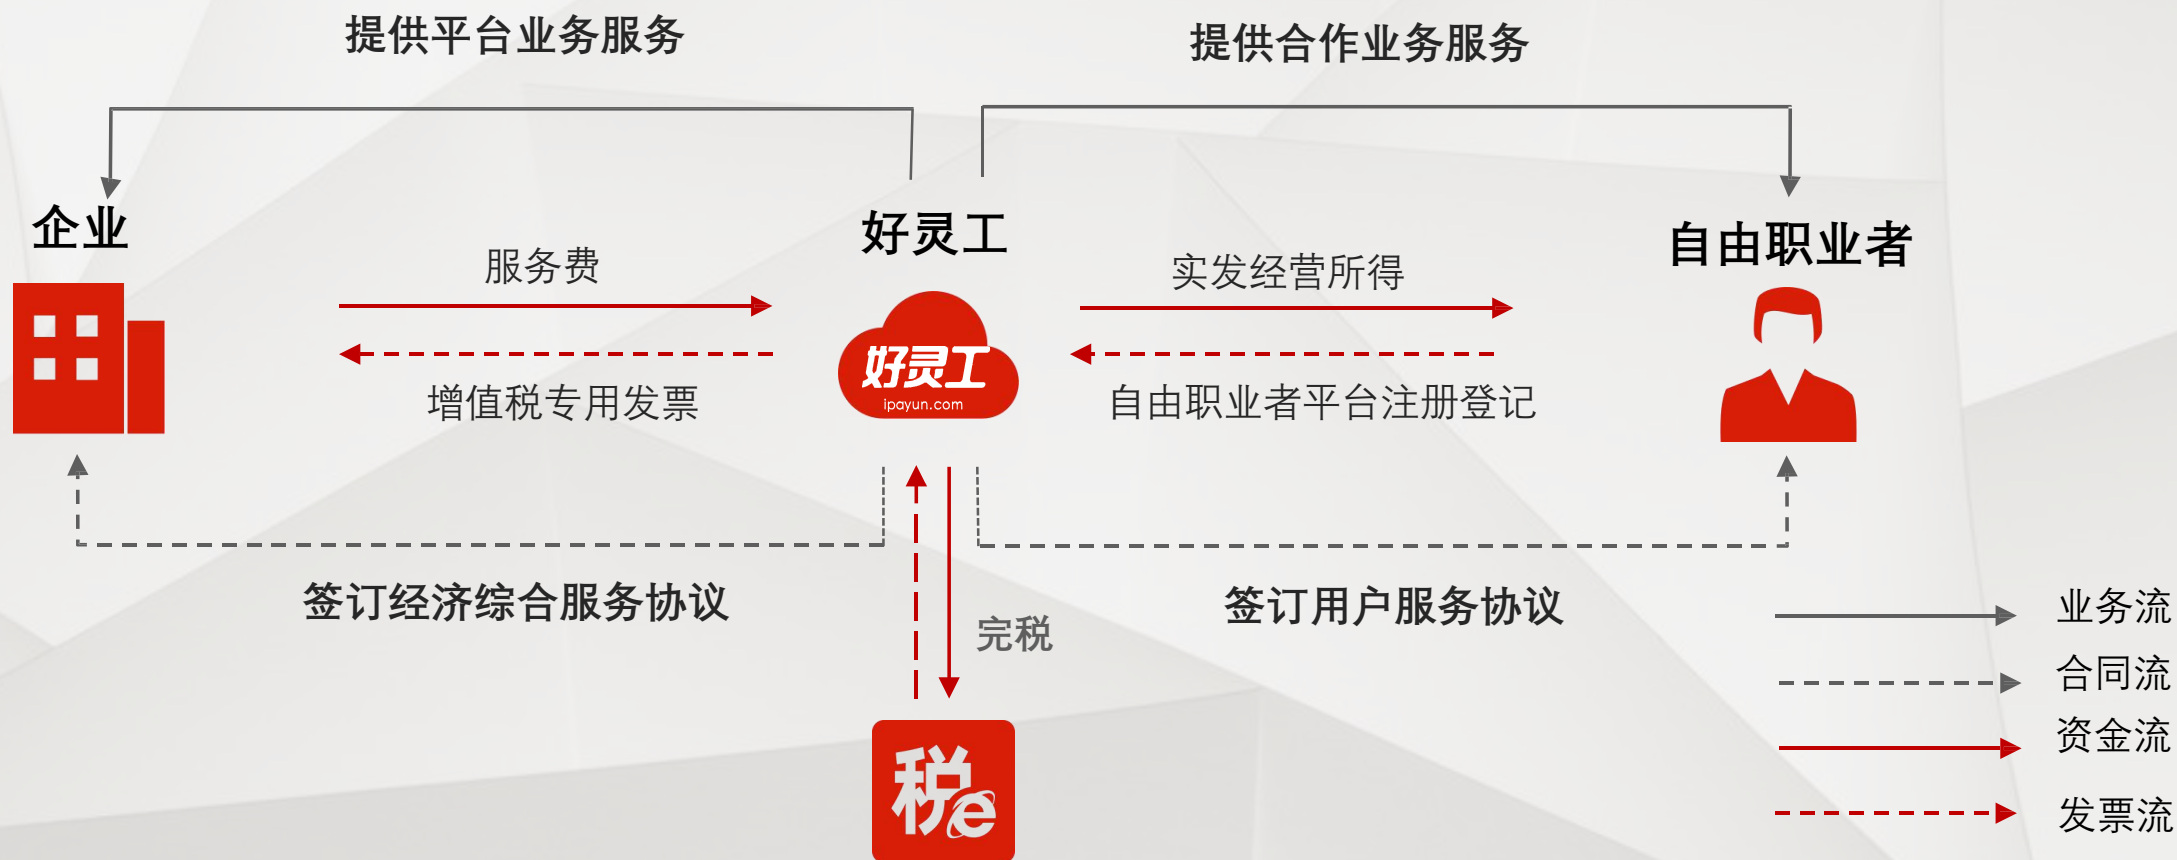 提供平台业务服务
提供合作业务服务
企业
好灵工
自由职业者
服务费
实发经营所得
好灵工
ipayun.com
增值税专用发票
自由职业者平台注册登记
签订经济综合服务协议
签订用户服务协议
完税
税e
业务流
合同流
资金流
发票流